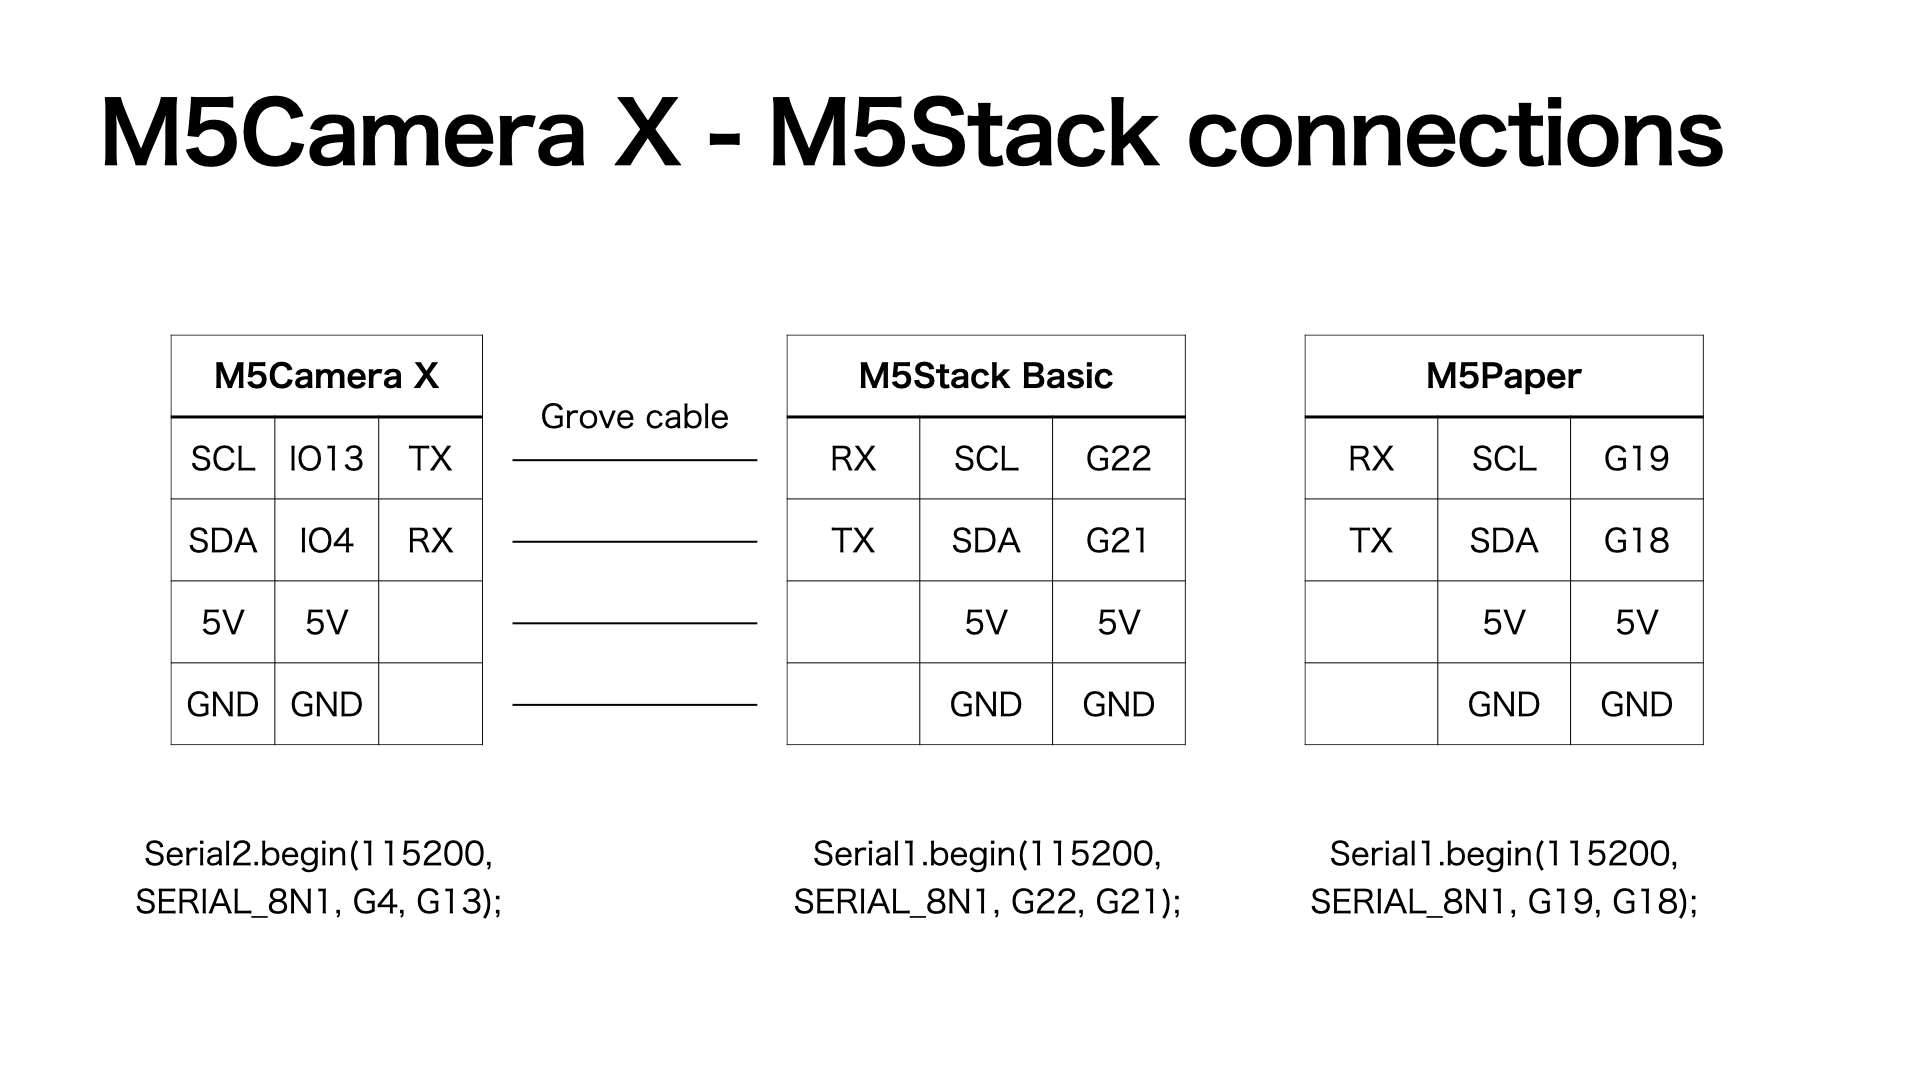 M5Camera X - M5Stack connections
M5Camera X
SCL IO13 TX
SDA IO4 RX
5V 5V
GND GND
Grove cable
M5Stack Basic
RX SCL G22
TX SDA G21
5V 5V
GND GND
M5Paper
RX SCL G19
TX SDA G18
5V 5V
GND GND
Serial2.begin(115200,
SERIAL_8N1, G4, G13);
Serial1.begin(115200,
SERIAL_8N1, G22, G21);
Serial1.begin(115200,
SERIAL_8N1, G19, G18);